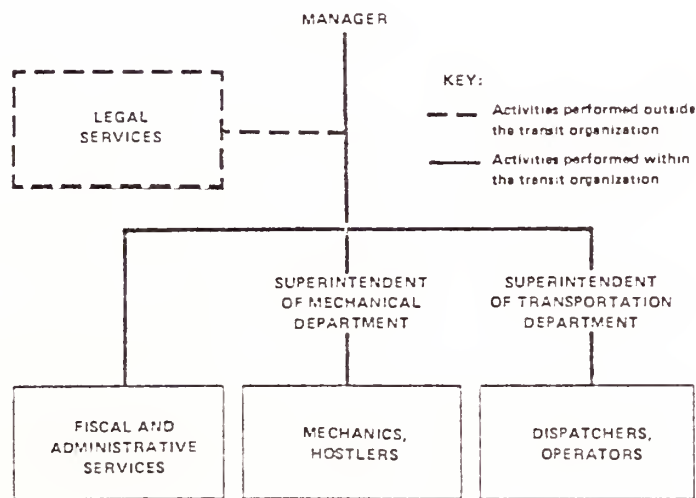 MANAGER
LEGAL
SERVICES
KEY:
Activities performed outside
the transit organization
Activities performed within
the transit organization
SUPERINTENDENT
OF MECHANICAL
DEPARTMENT
SUPERINTENDENT
OF TRANSPORTATION
DEPARTMENT
FISCAL AND
ADMINISTRATIVE
SERVICES
MECHANICS,
HOSTLERS
DISPATCHERS,
OPERATORS